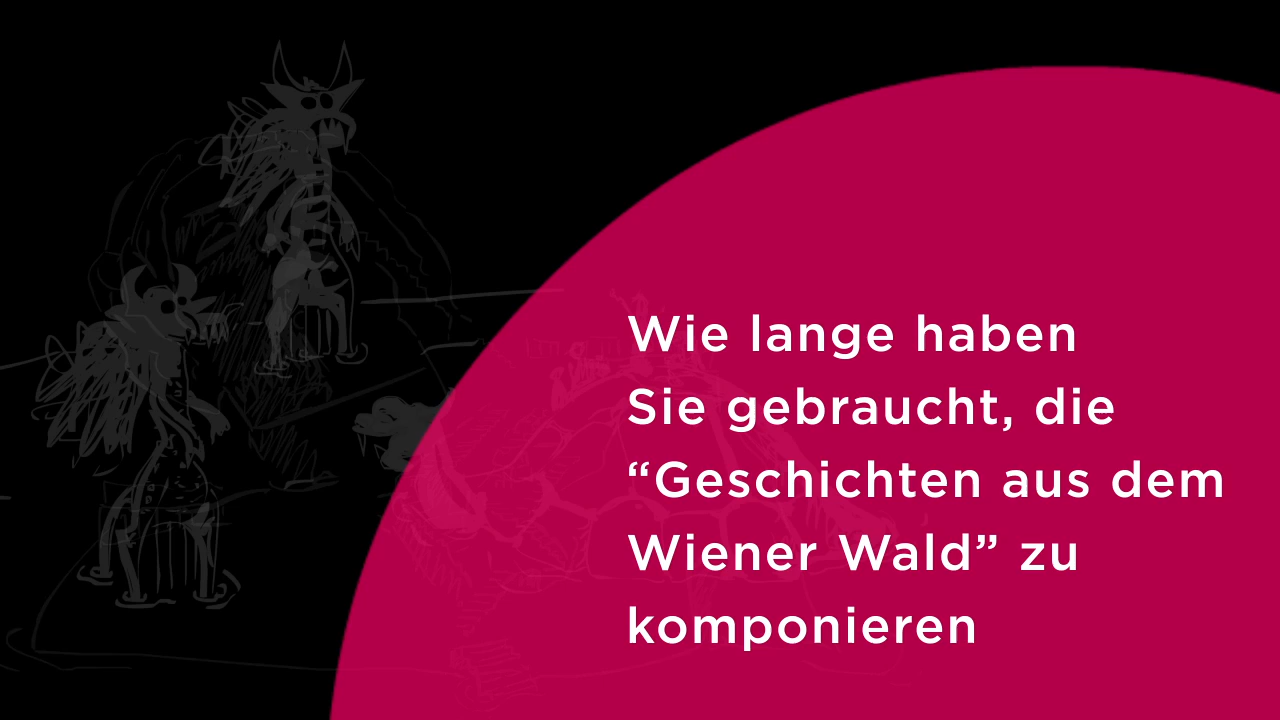 Wie lange haben
Sie gebraucht, die
“Geschichten aus dem
Wiener Wald” zu
komponieren